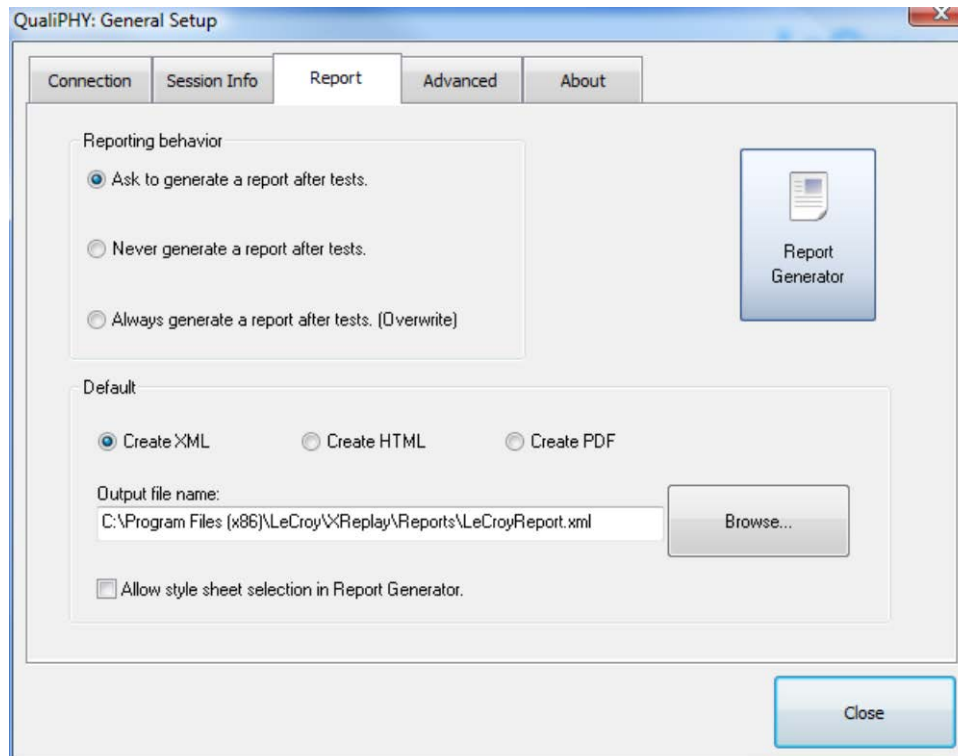 QualiPHY: General Setup
Connection
Session Info
Report
Advanced
About
Reporting behavior
Ask to generate a report after tests.
Never generate a report after tests.
Always generate a report after tests. (Overwrite)
Report
Generator
Default
Create XML
Create HTML
Create PDF
Output file name:
C:\Program Files (x86)\LeCroy\XReplay\Reports\LeCroyReport.xml
Browse...
Allow style sheet selection in Report Generator.
Close